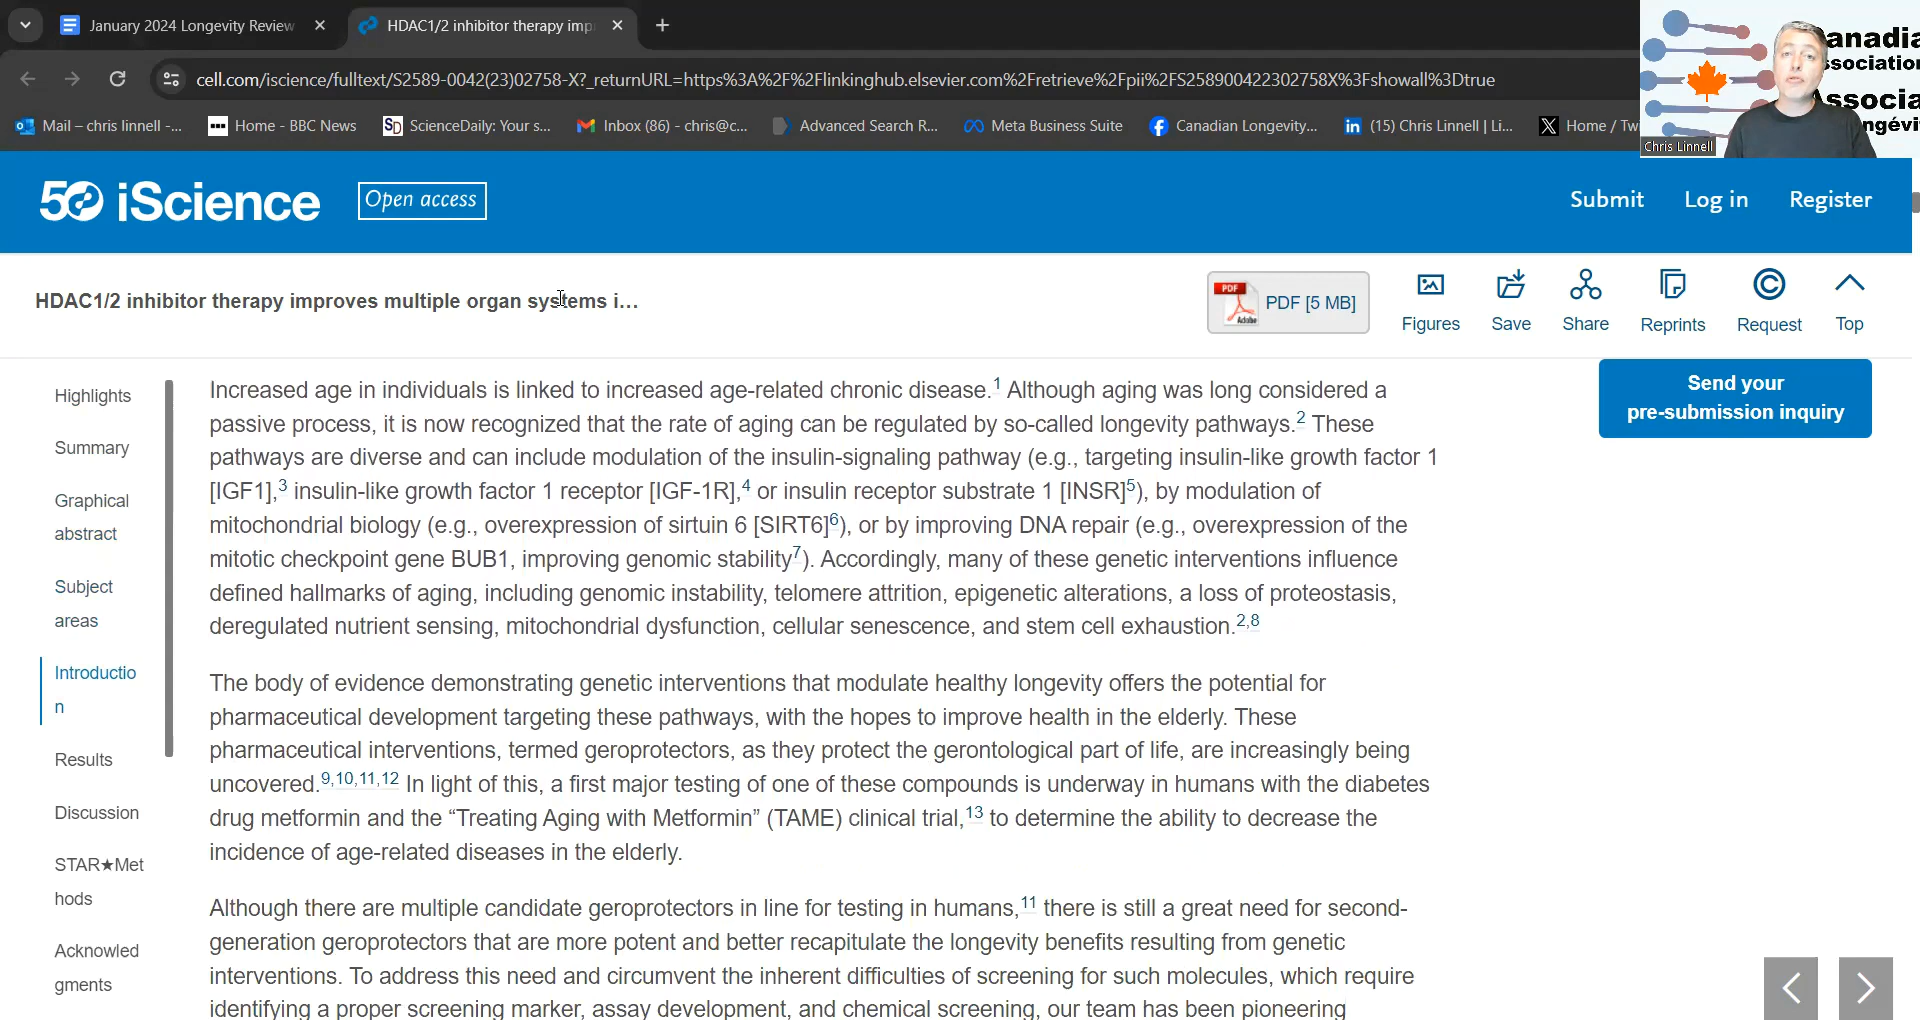 January 2024 Longevity Review
HDAC1/2 inhibitor therapy imp
cell.com/iscience/fulltext/S2589-0042(23)02758-X?_returnURL=https%3A%2F%2Flinkinghub.elsevier.com%2Fretrieve%2Fpii%2FS258900422302758X%3Fshowall%3Dtrue
Mail – chris linnell -...
Home - BBC News
SD
ScienceDaily: Your s...
Inbox (86) - chris@c...
Advanced Search R...
Meta Business Suite
Canadian Longevity...
(15) Chris Linnell | Li...
Home / Twi
anadia
ssociation
Associa
ngévi
Chris Linnell
50 iScience
Open access
Submit
Log in
Register
HDAC1/2 inhibitor therapy improves multiple organ systems i...
PDF
Adobe
PDF [5 MB]
Figures
Save
Share
Reprints
Request
Top
Highlights
Summary
Graphical
abstract
Subject
areas
Introductio
n
Results
Discussion
STAR★Met
hods
Acknowled
gments
Increased age in individuals is linked to increased age-related chronic disease.1 Although aging was long considered a
passive process, it is now recognized that the rate of aging can be regulated by so-called longevity pathways.2 These
pathways are diverse and can include modulation of the insulin-signaling pathway (e.g., targeting insulin-like growth factor 1
[IGF1],3 insulin-like growth factor 1 receptor [IGF-1R],4 or insulin receptor substrate 1 [INSR]5), by modulation of
mitochondrial biology (e.g., overexpression of sirtuin 6 [SIRT6]6), or by improving DNA repair (e.g., overexpression of the
mitotic checkpoint gene BUB1, improving genomic stability7). Accordingly, many of these genetic interventions influence
defined hallmarks of aging, including genomic instability, telomere attrition, epigenetic alterations, a loss of proteostasis,
deregulated nutrient sensing, mitochondrial dysfunction, cellular senescence, and stem cell exhaustion.2,8
The body of evidence demonstrating genetic interventions that modulate healthy longevity offers the potential for
pharmaceutical development targeting these pathways, with the hopes to improve health in the elderly. These
pharmaceutical interventions, termed geroprotectors, as they protect the gerontological part of life, are increasingly being
uncovered.9,10,11,12 In light of this, a first major testing of one of these compounds is underway in humans with the diabetes
drug metformin and the “Treating Aging with Metformin” (TAME) clinical trial,13 to determine the ability to decrease the
incidence of age-related diseases in the elderly.
Although there are multiple candidate geroprotectors in line for testing in humans,11 there is still a great need for second-
generation geroprotectors that are more potent and better recapitulate the longevity benefits resulting from genetic
interventions. To address this need and circumvent the inherent difficulties of screening for such molecules, which require
identifying a proper screening marker, assay development, and chemical screening, our team has been pioneering
Send your
pre-submission inquiry